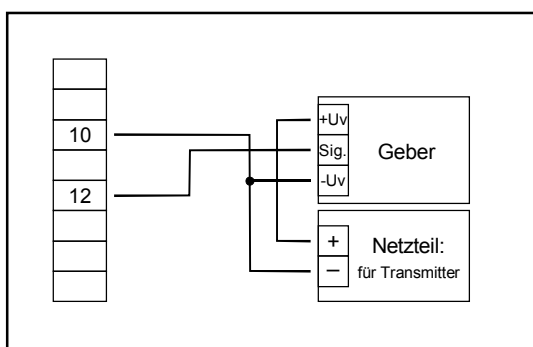 10
12
+Uv
Sig.
-Uv
Geber
+
−
Netzteil:
für Transmitter